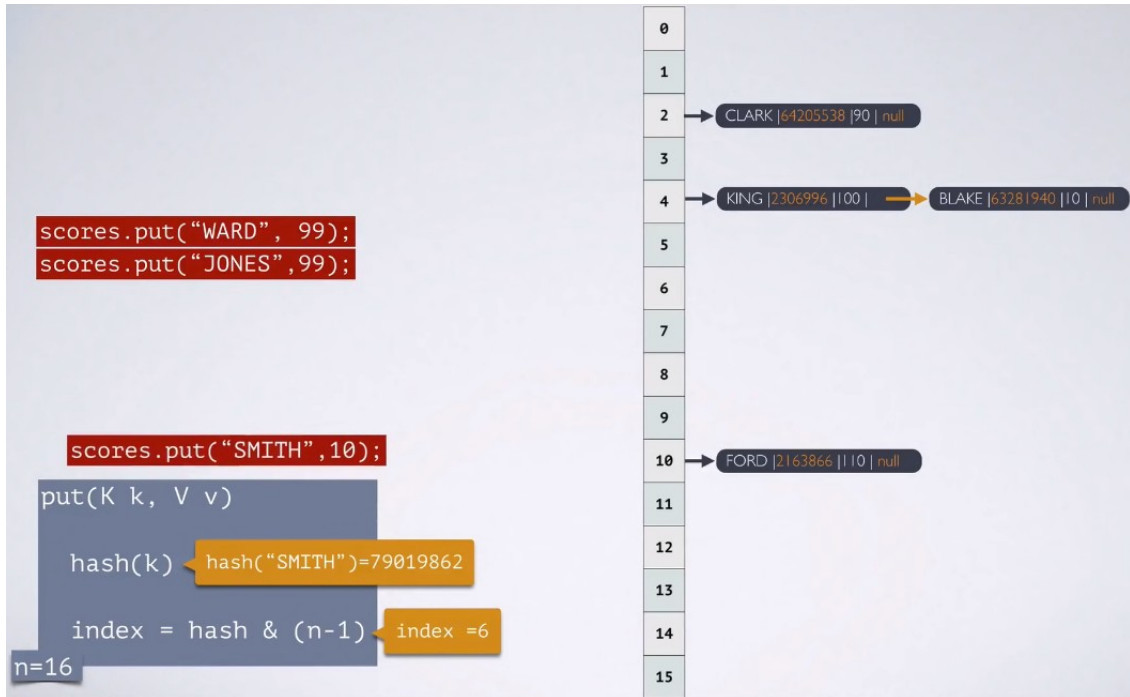 scores.put(“WARD”, 99);
scores.put(“JONES”,99);
scores.put(“SMITH”,10);
put(K k, V v)
hash(k)
hash(“SMITH”)=79019862
index = hash & (n-1)
index =6
n=16
0
1
2
CLARK |64205538 |90 | null
3
4
KING |2306996 |100 |
BLAKE |63281940 |10 | null
5
6
7
8
9
10
FORD |2163866 |110 | null
11
12
13
14
15